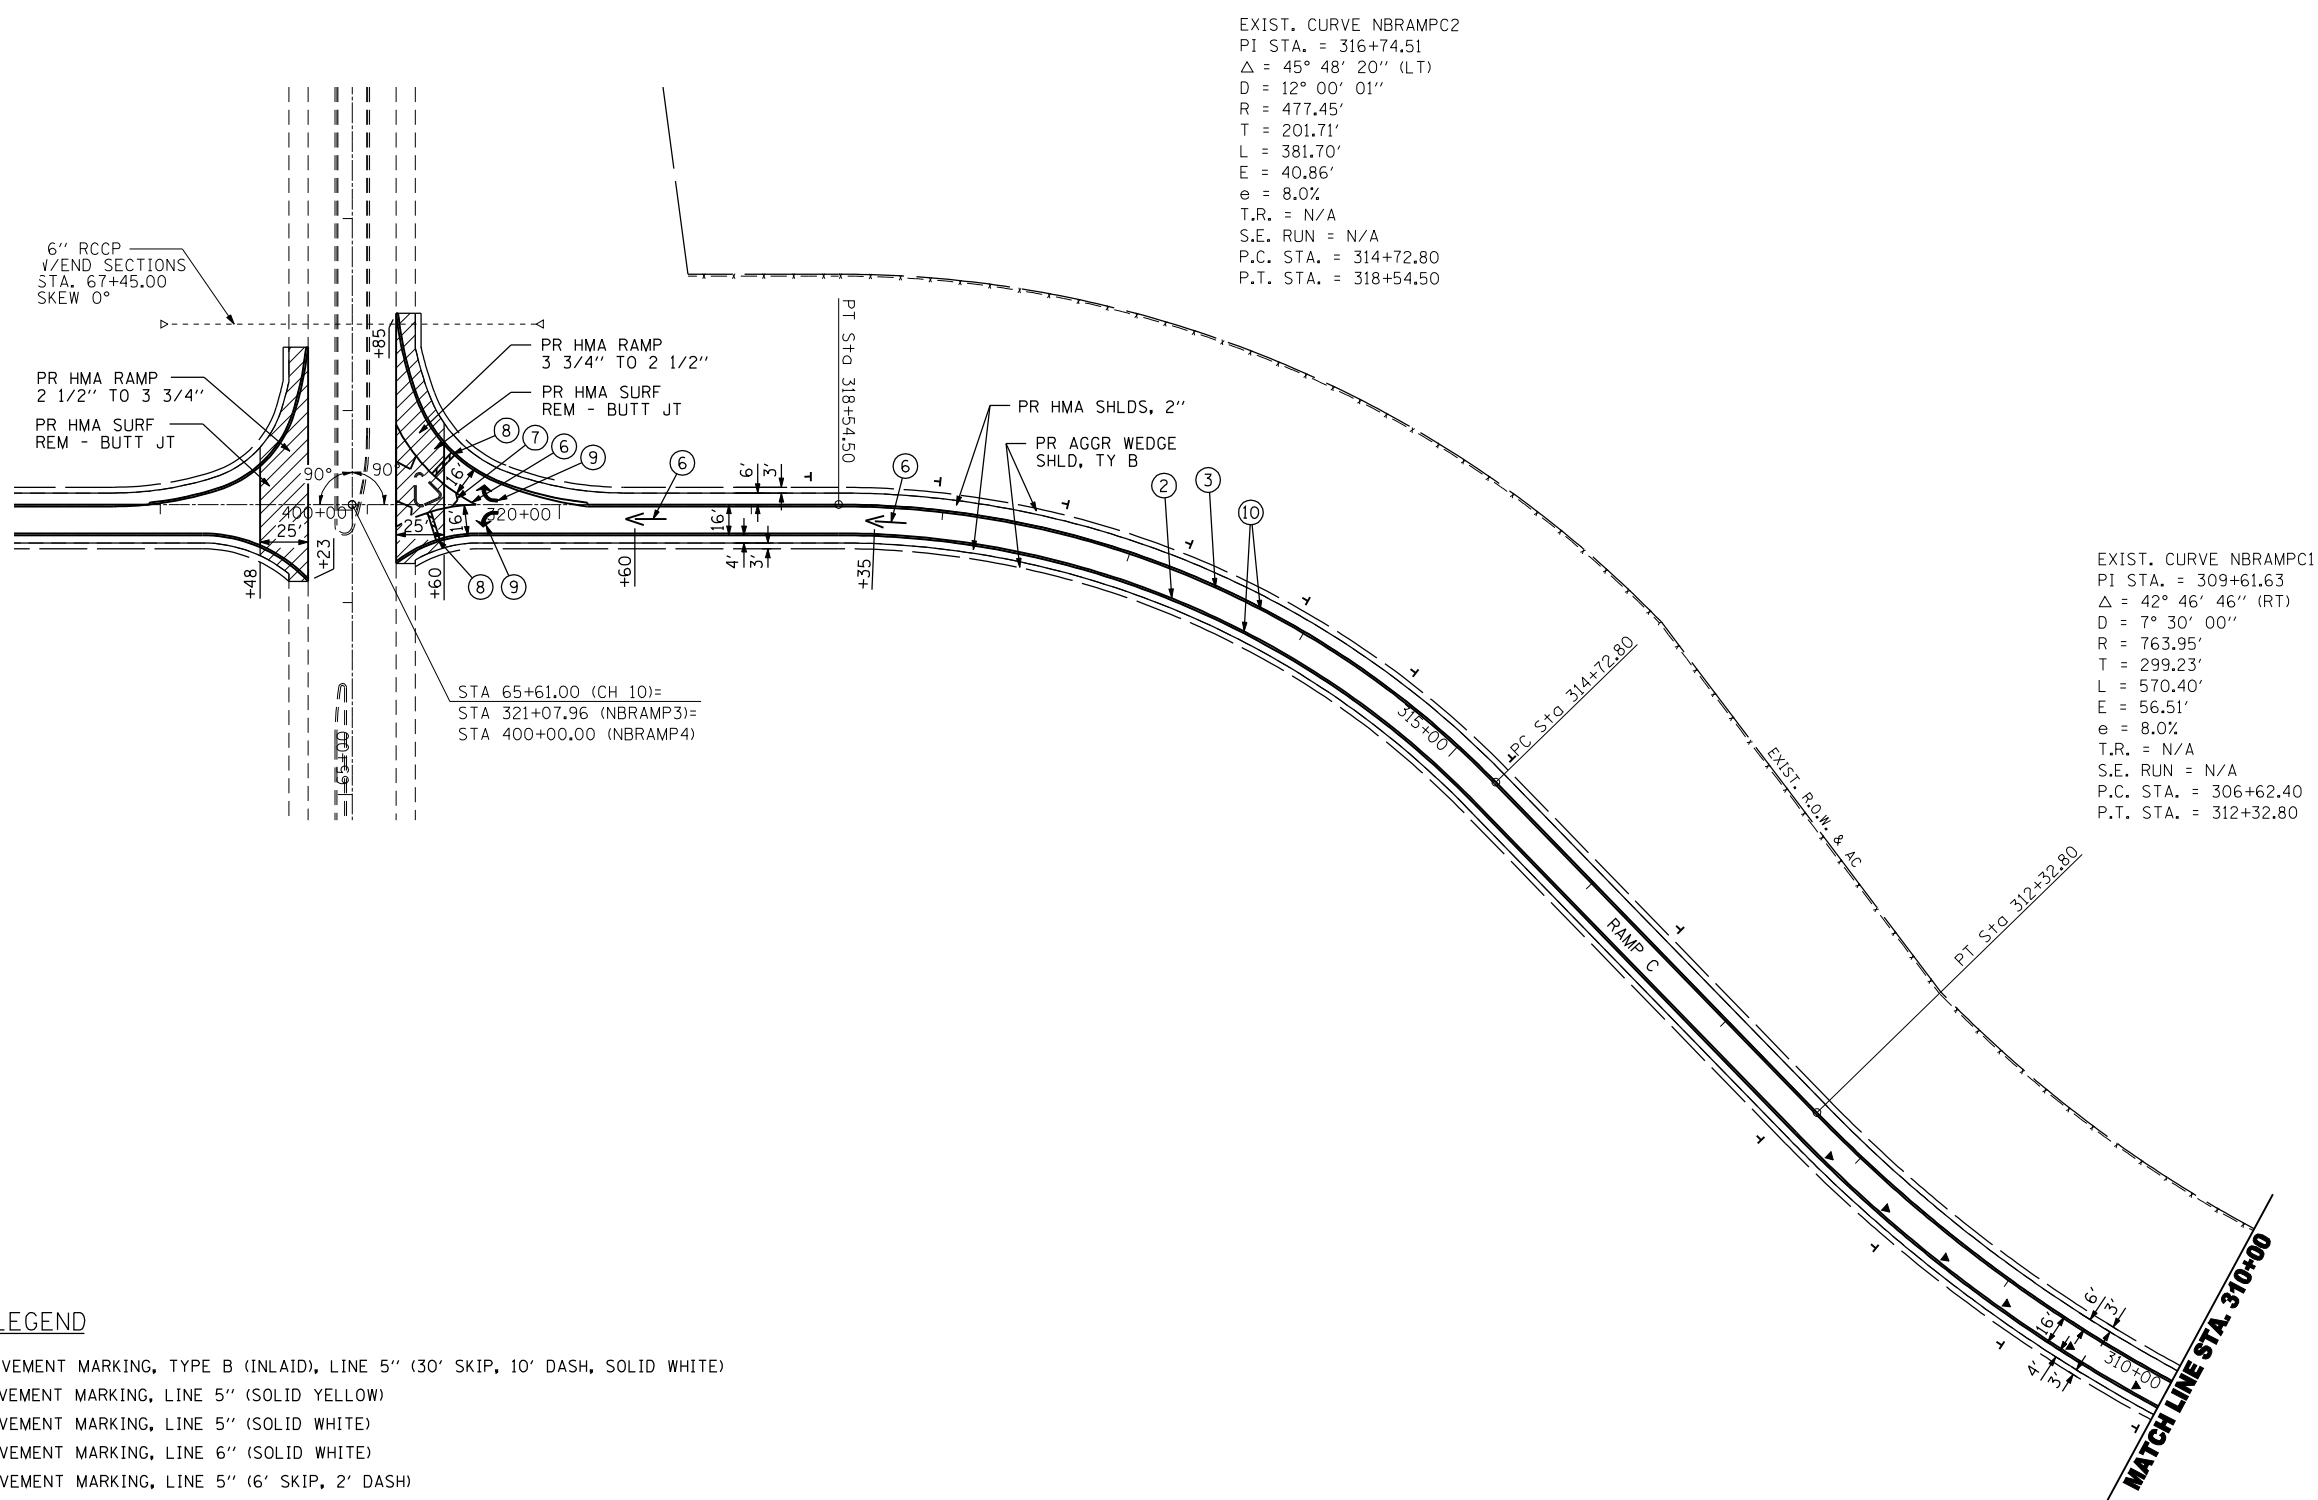 EXIST. CURVE NBRAMPC2
PI STA. = 316+74.51
△ = 45° 48' 20'' (LT)
D = 12° 00' 01''
R = 477.45'
T = 201.71'
L = 381.70'
E = 40.86'
e = 8.0%
T.R. = N/A
S.E. RUN = N/A
P.C. STA. = 314+72.80
P.T. STA. = 318+54.50
6'' RCCP
W/END SECTIONS
STA. 67+45.00
SKEW 0°
+85
PR HMA RAMP
3 3/4'' TO 2 1/2''
PR HMA SURF
REM - BUTT JT
PR HMA RAMP
2 1/2'' TO 3 3/4''
PR HMA SURF
REM - BUTT JT
PT Sta 318+54.50
PR HMA SHLDS, 2''
PR AGGR WEDGE
SHLD, TY B
8
7
6
9
6
6
2
3
10
90°
90°
16'
6'
3'
400+00
320+00
25'
25'
16'
16'
4'
3'
+48
+23
+60
8
9
+60
+35
EXIST. CURVE NBRAMPC1
PI STA. = 309+61.63
△ = 42° 46' 46'' (RT)
D = 7° 30' 00''
R = 763.95'
T = 299.23'
L = 570.40'
E = 56.51'
e = 8.0%
T.R. = N/A
S.E. RUN = N/A
P.C. STA. = 306+62.40
P.T. STA. = 312+32.80
STA 65+61.00 (CH 10)=
STA 321+07.96 (NBRAMP3)=
STA 400+00.00 (NBRAMP4)
65+00
315+00
PC Sta 314+72.80
EXIST. R.O.W. & AC
PT Sta 312+32.80
RAMP C
6'
3'
16'
4'
3'
310+00
MATCH LINE STA. 310+00
LEGEND
VEMENT MARKING, TYPE B (INLAID), LINE 5'' (30' SKIP, 10' DASH, SOLID WHITE)
VEMENT MARKING, LINE 5'' (SOLID YELLOW)
VEMENT MARKING, LINE 5'' (SOLID WHITE)
VEMENT MARKING, LINE 6'' (SOLID WHITE)
VEMENT MARKING, LINE 5'' (6' SKIP, 2' DASH)